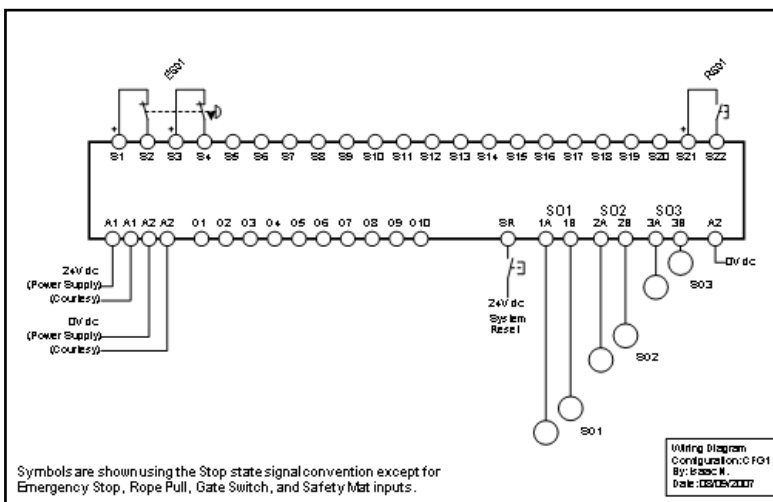 ES01
RS01
+ + +
S1 S2 S3 S4 S5 S6 S7 S8 S9 S10 S11 S12 S13 S14 S15 S16 S17 S18 S19 S20 S21 S22
SO1 SO2 SO3
A1 A1 A2 A2 O1 O2 O3 O4 O5 O6 O7 O8 O9 O10 SR 1A 1B 2A 2B 3A 3B A2
24V dc
(Power Supply)
(Courtesy)
0V dc
(Power Supply)
(Courtesy)
24V dc
System
Reset
0V dc
SO3
SO2
SO1
Symbols are shown using the Stop state signal convention except for
Emergency Stop, Rope Pull, Gate Switch, and Safety Mat inputs.
Wiring Diagram
Configuration:CFG1
By: Isaac N.